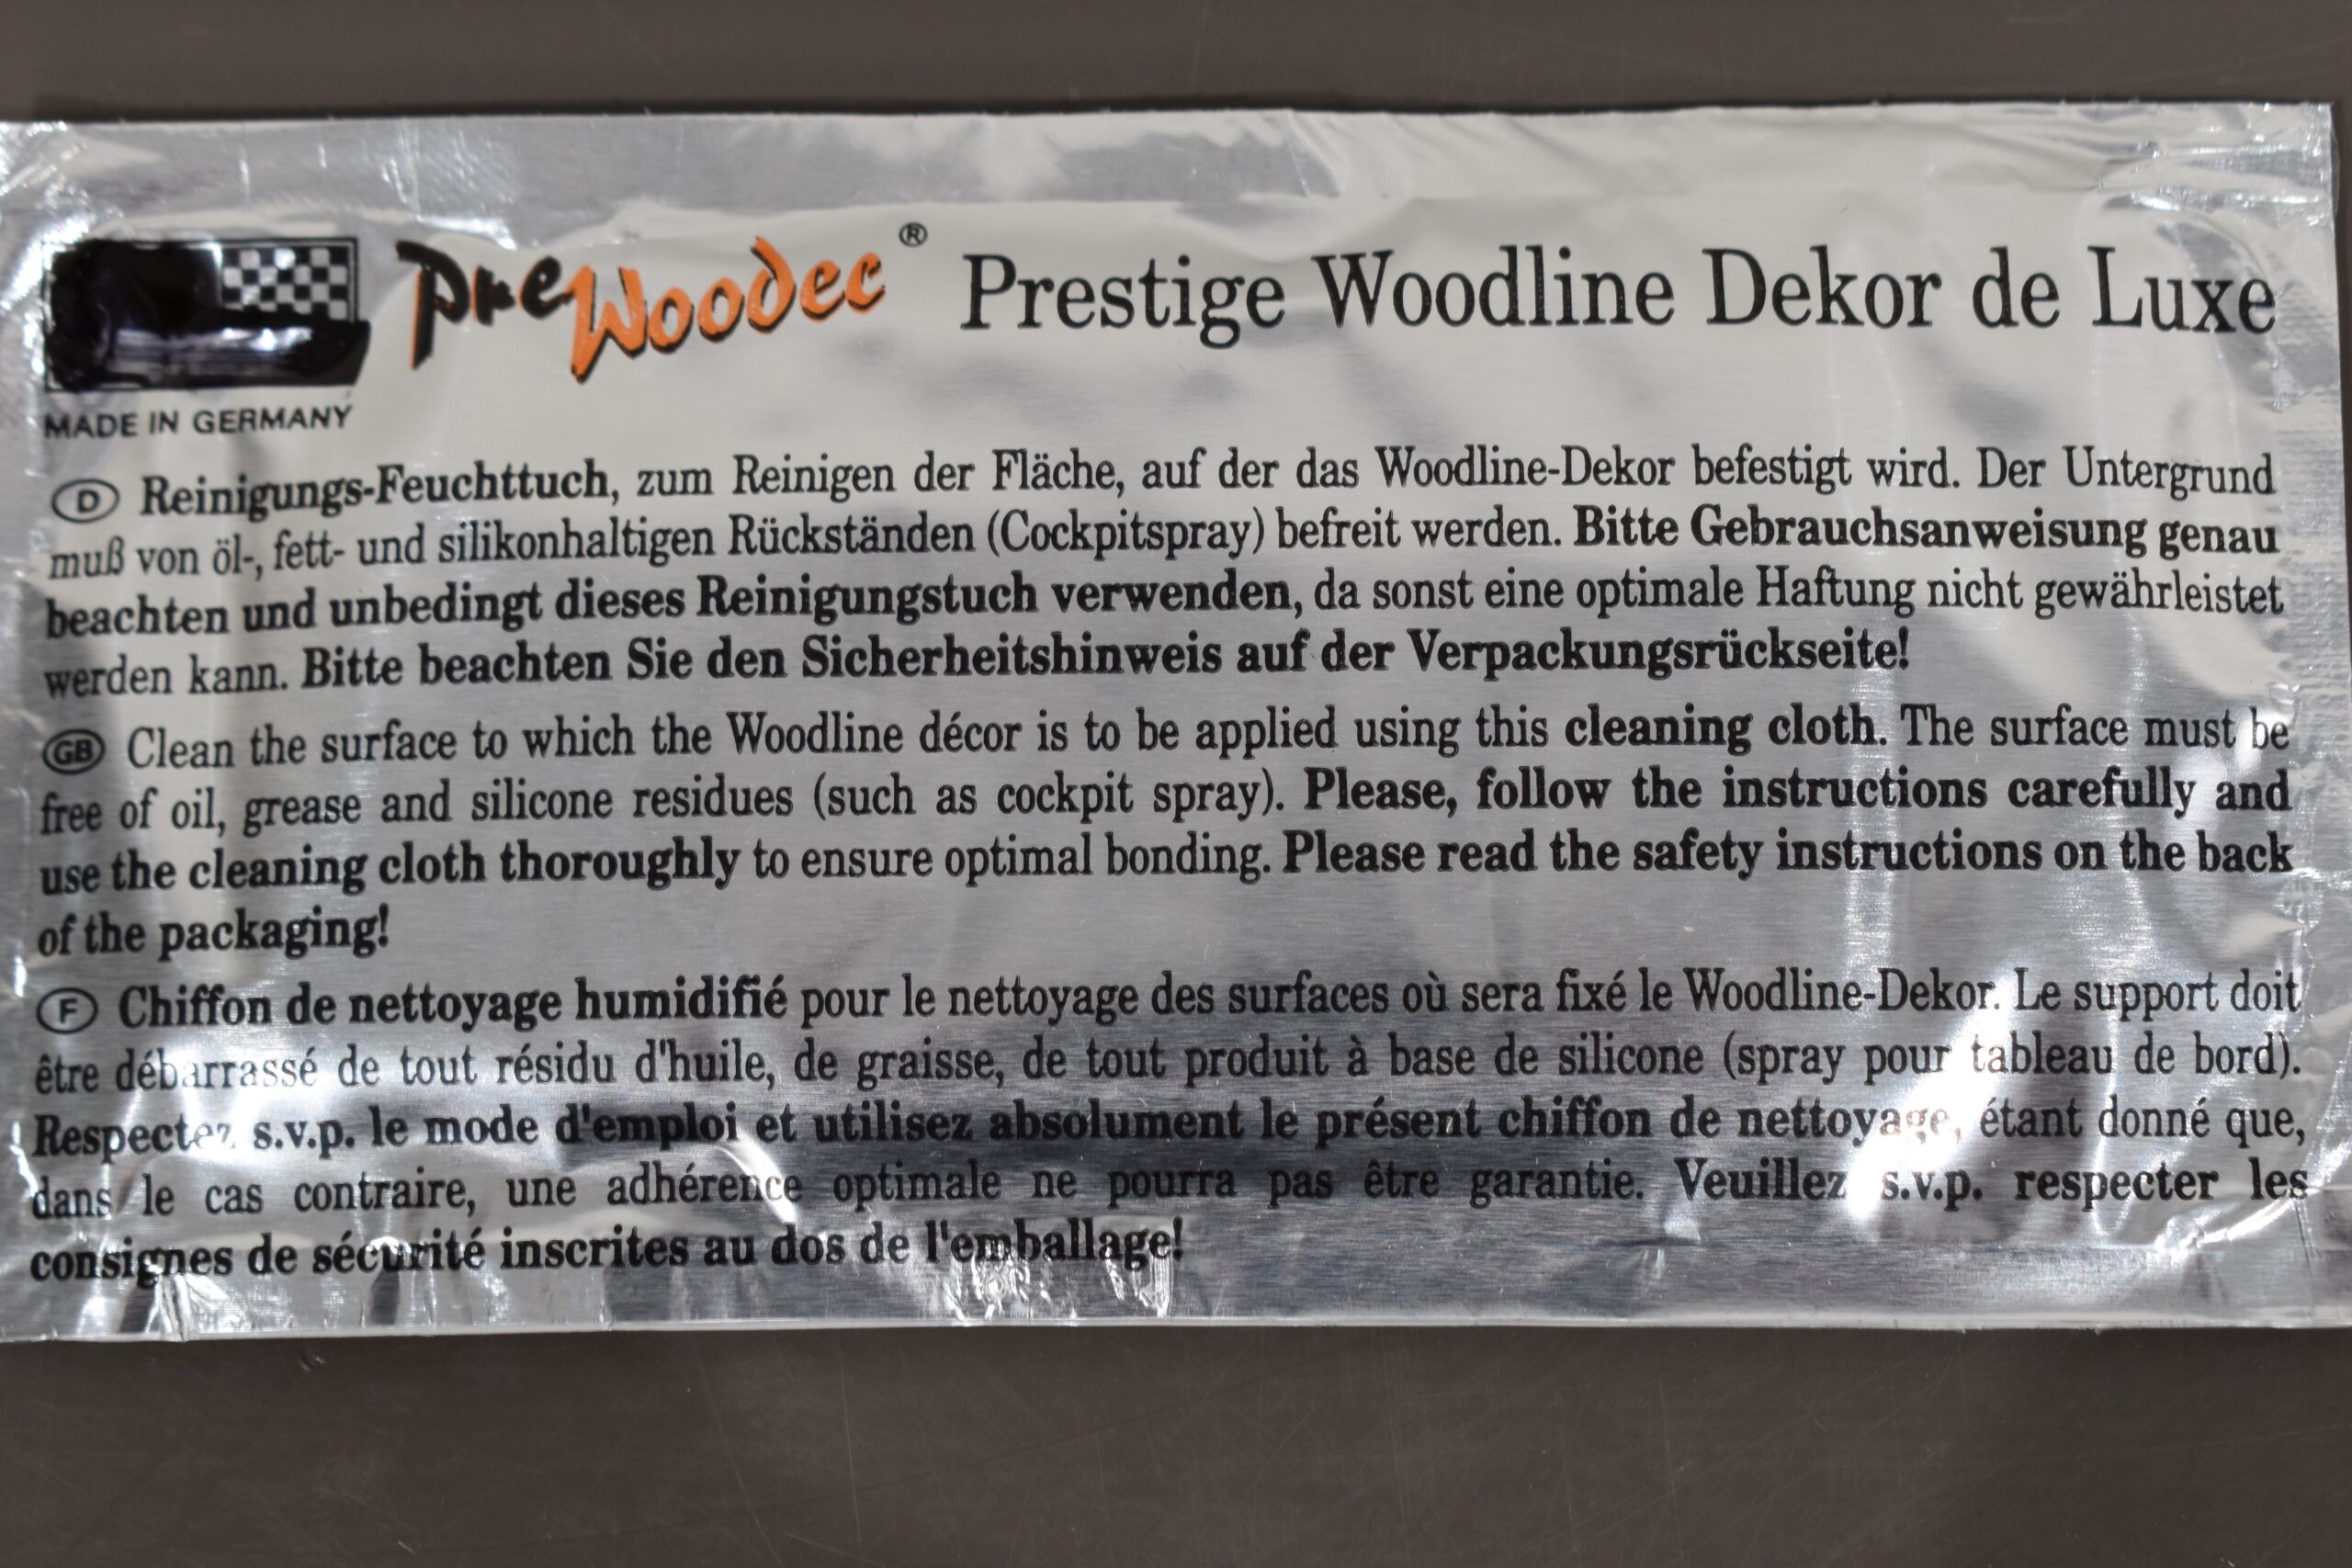 preWoodec® Prestige Woodline Dekor de Luxe
MADE IN GERMANY
D Reinigungs-Feuchttuch, zum Reinigen der Fläche, auf der das Woodline-Dekor befestigt wird. Der Untergrund
muß von öl-, fett- und silikonhaltigen Rückständen (Cockpitspray) befreit werden. Bitte Gebrauchsanweisung genau
beachten und unbedingt dieses Reinigungstuch verwenden, da sonst eine optimale Haftung nicht gewährleistet
werden kann. Bitte beachten Sie den Sicherheitshinweis auf der Verpackungsrückseite!
GB Clean the surface to which the Woodline décor is to be applied using this cleaning cloth. The surface must be
free of oil, grease and silicone residues (such as cockpit spray). Please, follow the instructions carefully and
use the cleaning cloth thoroughly to ensure optimal bonding. Please read the safety instructions on the back
of the packaging!
F Chiffon de nettoyage humidifié pour le nettoyage des surfaces où sera fixé le Woodline-Dekor. Le support doit
être débarrassé de tout résidu d'huile, de graisse, de tout produit à base de silicone (spray pour tableau de bord).
Respectez s.v.p. le mode d'emploi et utilisez absolument le présent chiffon de nettoyage, étant donné que,
dans le cas contraire, une adhérence optimale ne pourra pas être garantie. Veuillez s.v.p. respecter les
consignes de sécurité inscrites au dos de l'emballage!